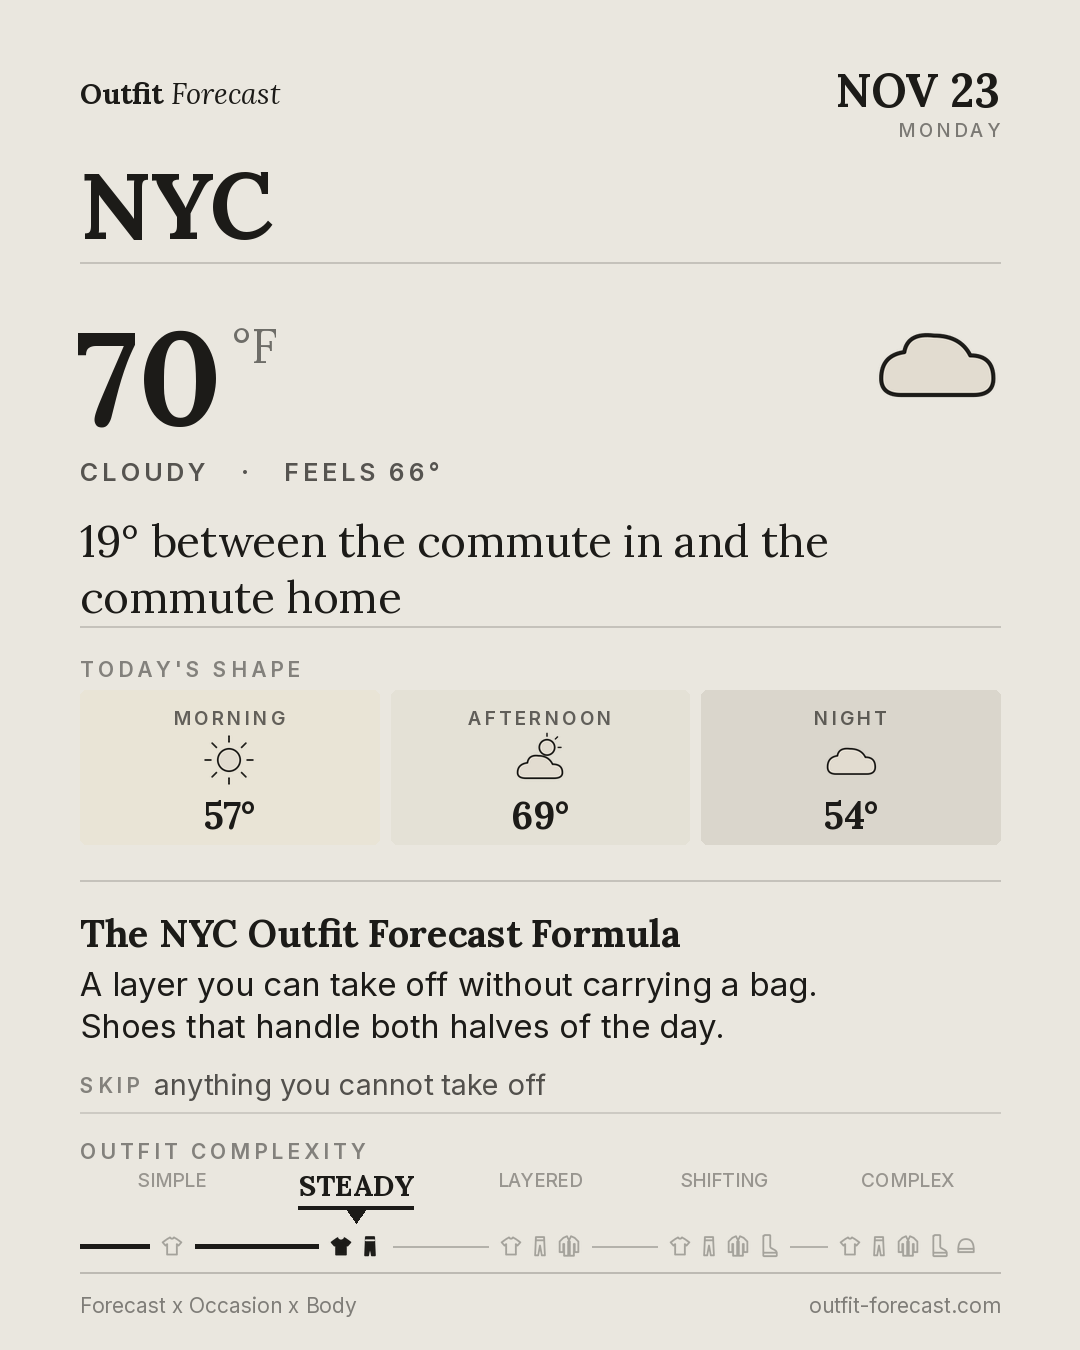 Outfit Forecast
NOV 23
MONDAY
NYC
70 °F
CLOUDY · FEELS 66°
19° between the commute in and the
commute home
TODAY'S SHAPE
MORNING
57°
AFTERNOON
69°
NIGHT
54°
The NYC Outfit Forecast Formula
A layer you can take off without carrying a bag.
Shoes that handle both halves of the day.
SKIP anything you cannot take off
OUTFIT COMPLEXITY
SIMPLE STEADY LAYERED SHIFTING COMPLEX
Forecast x Occasion x Body
outfit-forecast.com